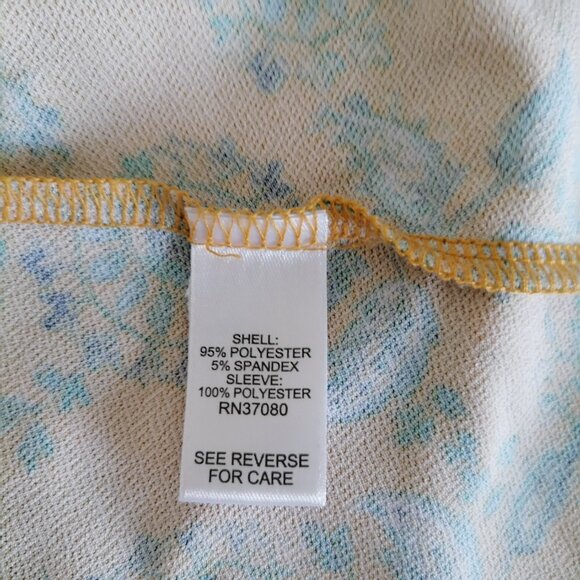 SHELL:
95% POLYESTER
5% SPANDEX
SLEEVE:
100% POLYESTER
RN37080
SEE REVERSE
FOR CARE